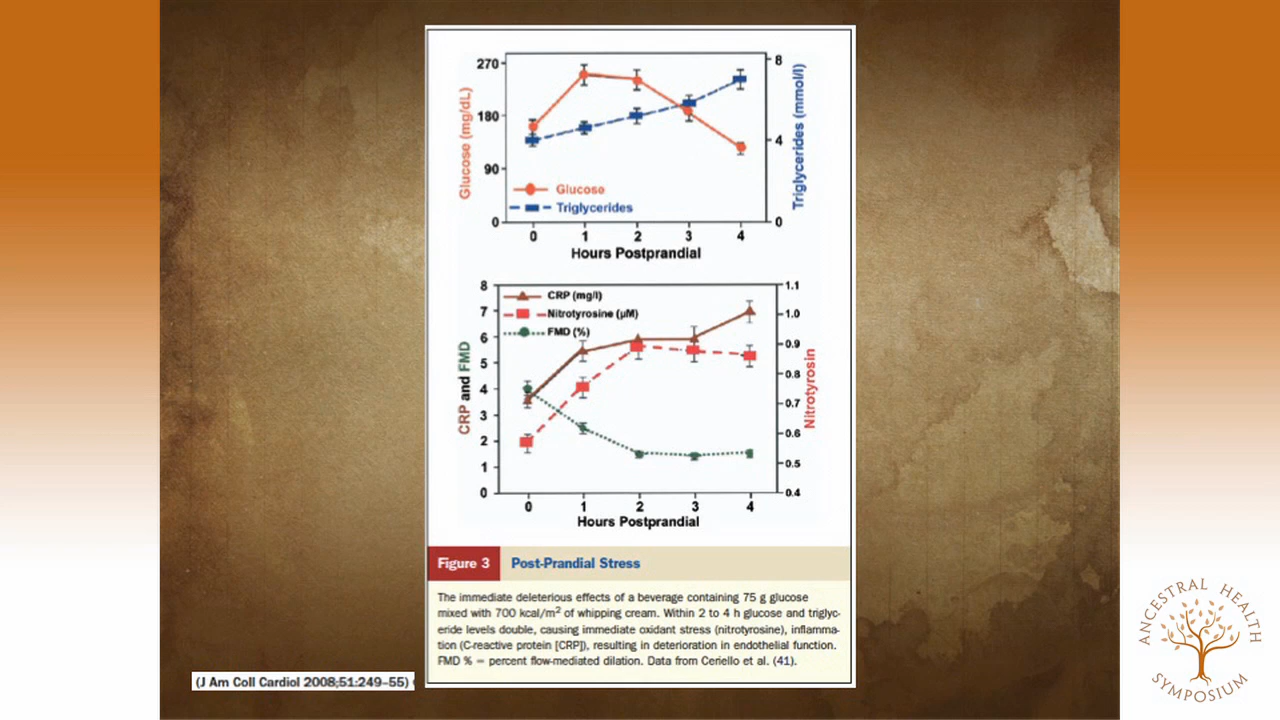 270
180
90
0
Glucose (mg/dL)
8
4
0
Triglycerides (mmol/l)
Glucose
Triglycerides
0 1 2 3 4
Hours Postprandial
8
7
6
5
4
3
2
1
0
CRP and FMD
CRP (mg/l)
Nitrotyrosine (µM)
FMD (%)
1.1
1.0
0.9
0.8
0.7
0.6
0.5
0.4
Nitrotyrosin
0 1 2 3 4
Hours Postprandial
Figure 3 Post-Prandial Stress
The immediate deleterious effects of a beverage containing 75 g glucose
mixed with 700 kcal/m² of whipping cream. Within 2 to 4 h glucose and triglyc-
eride levels double, causing immediate oxidant stress (nitrotyrosine), inflamma-
tion (C-reactive protein [CRP]), resulting in deterioration in endothelial function.
FMD % = percent flow-mediated dilation. Data from Ceriello et al. (41).
(J Am Coll Cardiol 2008;51:249–55)
ANCESTRAL HEALTH
SYMPOSIUM